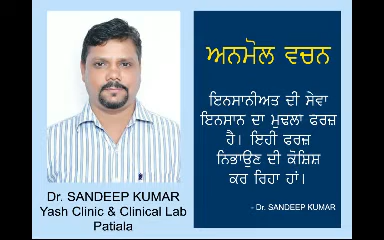 ਅਨਮੋਲ ਵਚਨ
ਇਨਸਾਨੀਅਤ ਦੀ ਸੇਵਾ
ਇਨਸਾਨ ਦਾ ਮੁਢਲਾ ਫਰਜ਼
ਹੈ। ਇਹੀ ਫਰਜ਼
ਨਿਭਾਉਣ ਦੀ ਕੋਸ਼ਿਸ਼
ਕਰ ਰਿਹਾ ਹਾਂ।
- Dr. SANDEEP KUMAR
Dr. SANDEEP KUMAR
Yash Clinic & Clinical Lab
Patiala